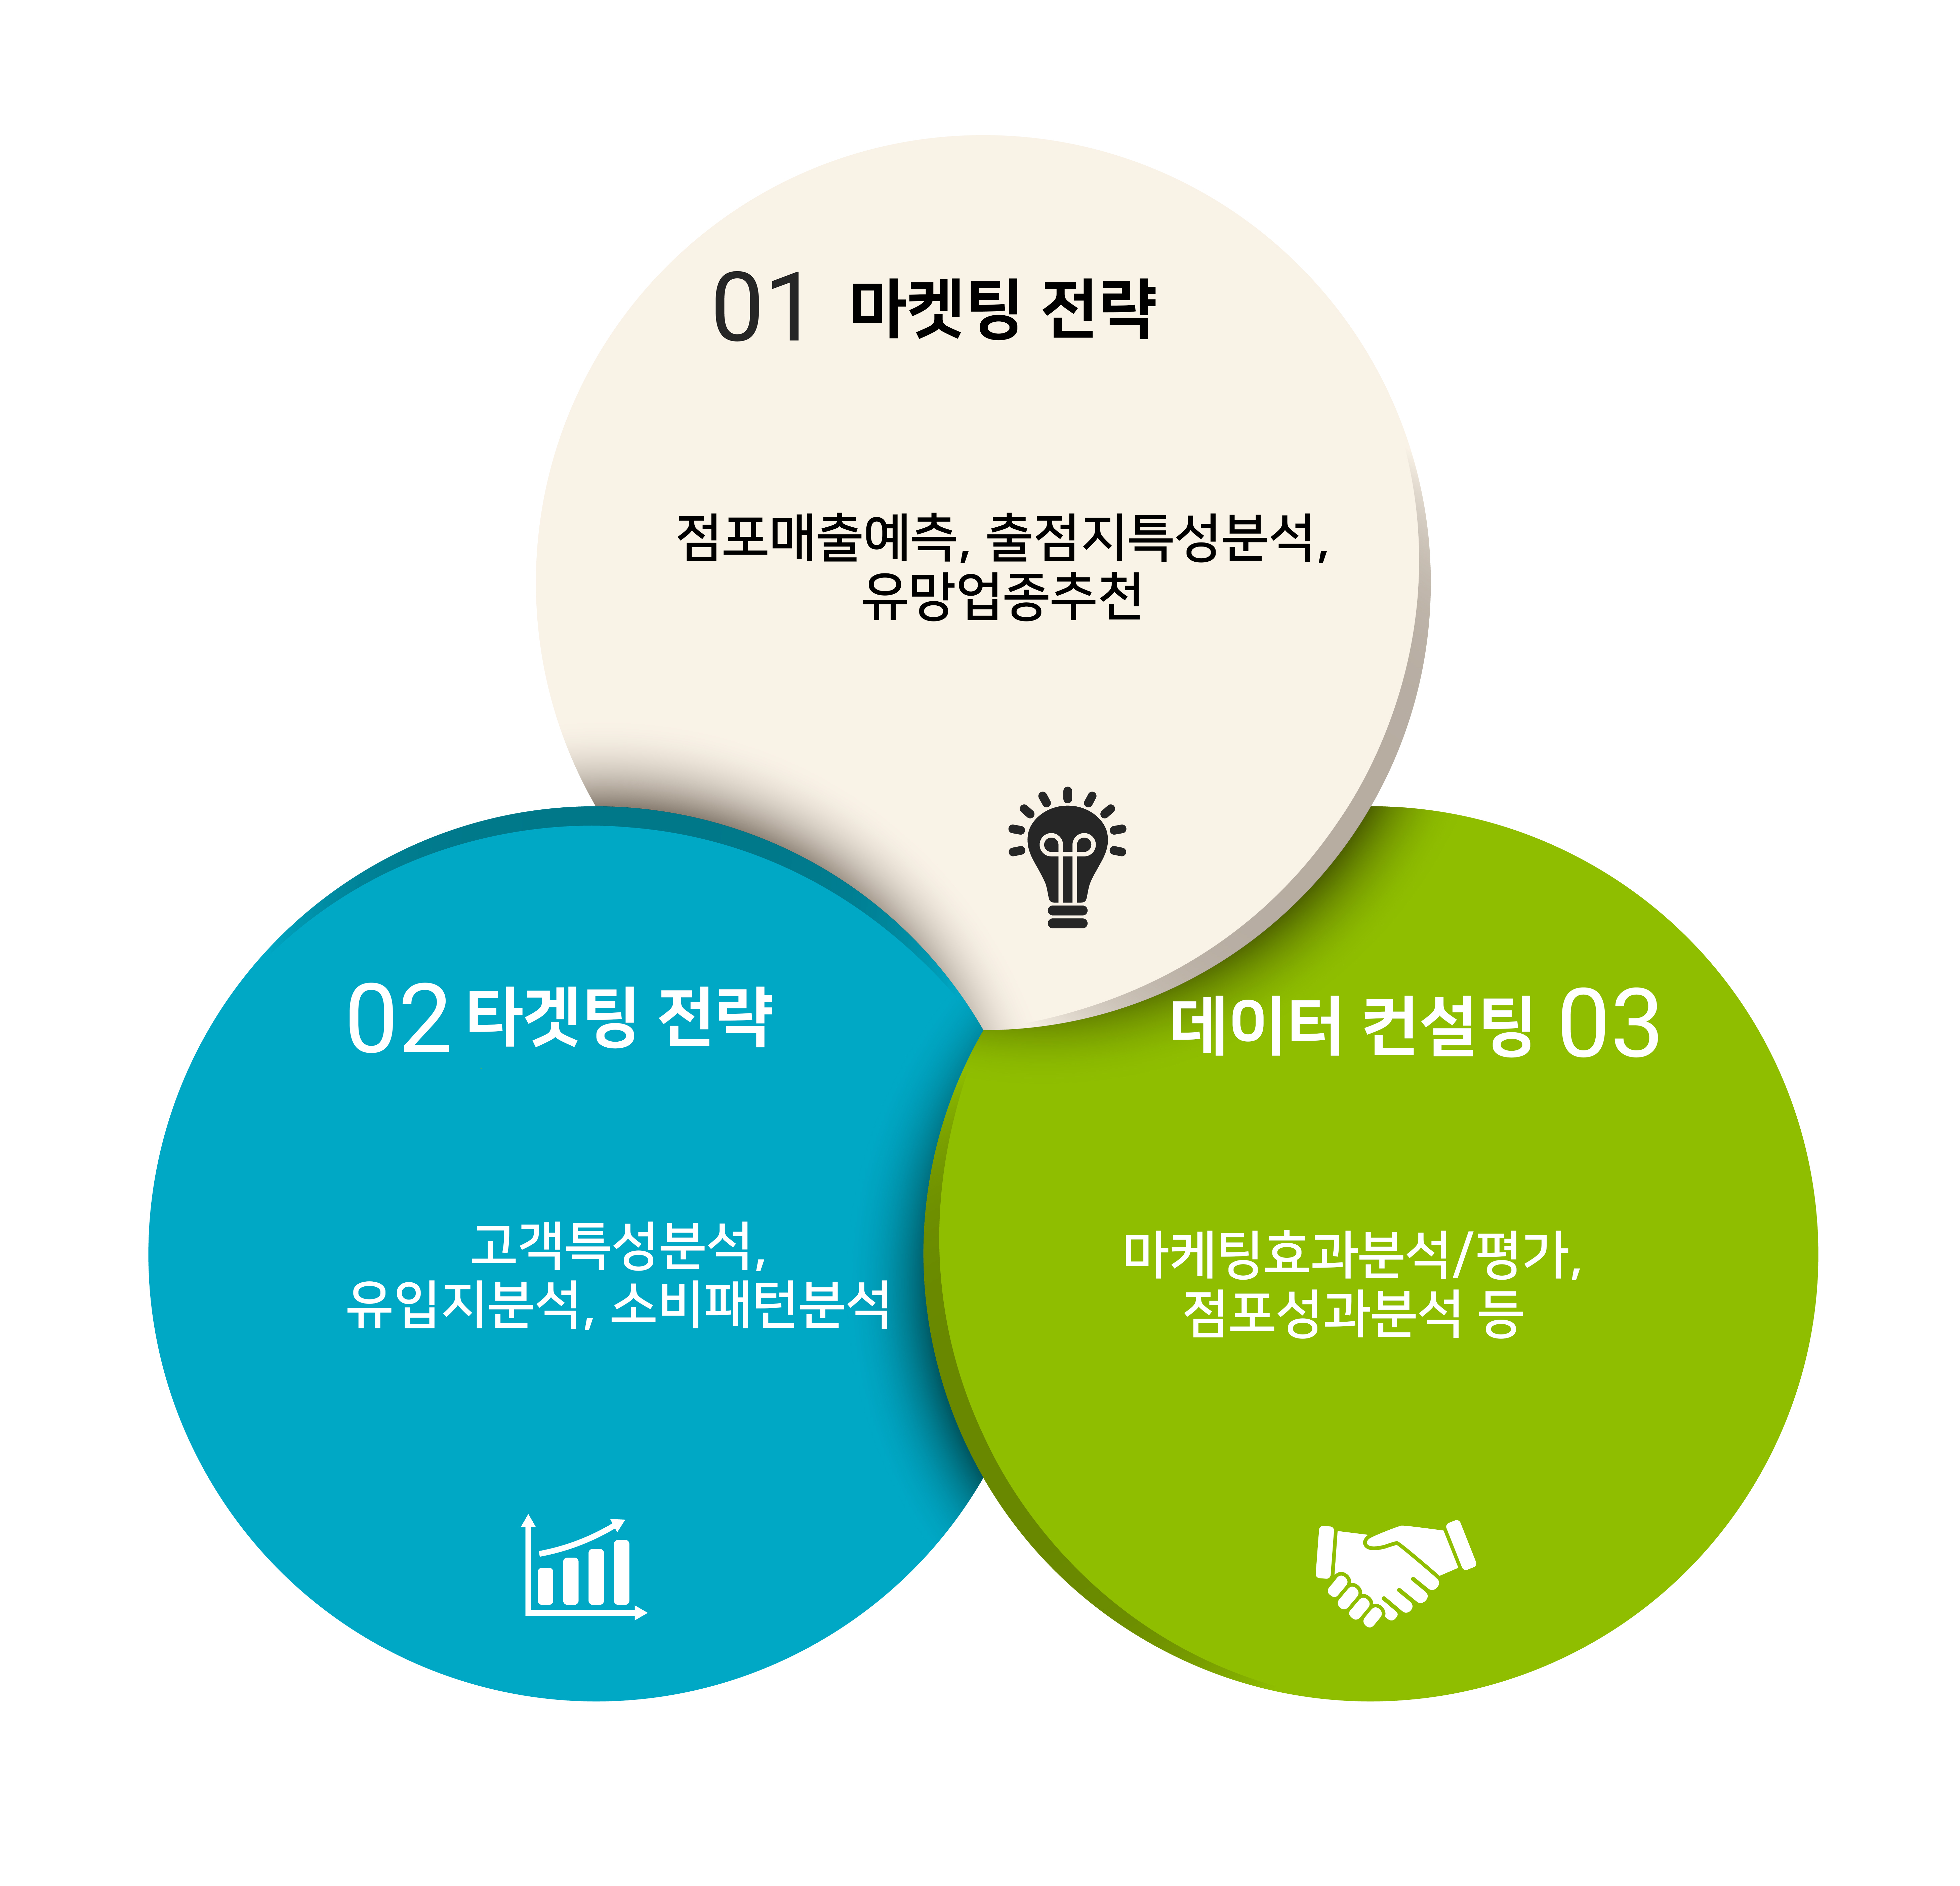 01 마켓팅 전략
점포매출예측, 출점지특성분석,
유망업종추천
02 타겟팅 전략
고객특성분석,
유입지분석, 소비패턴분석
데이터 컨설팅 03
마케팅효과분석/평가,
점포성과분석 등